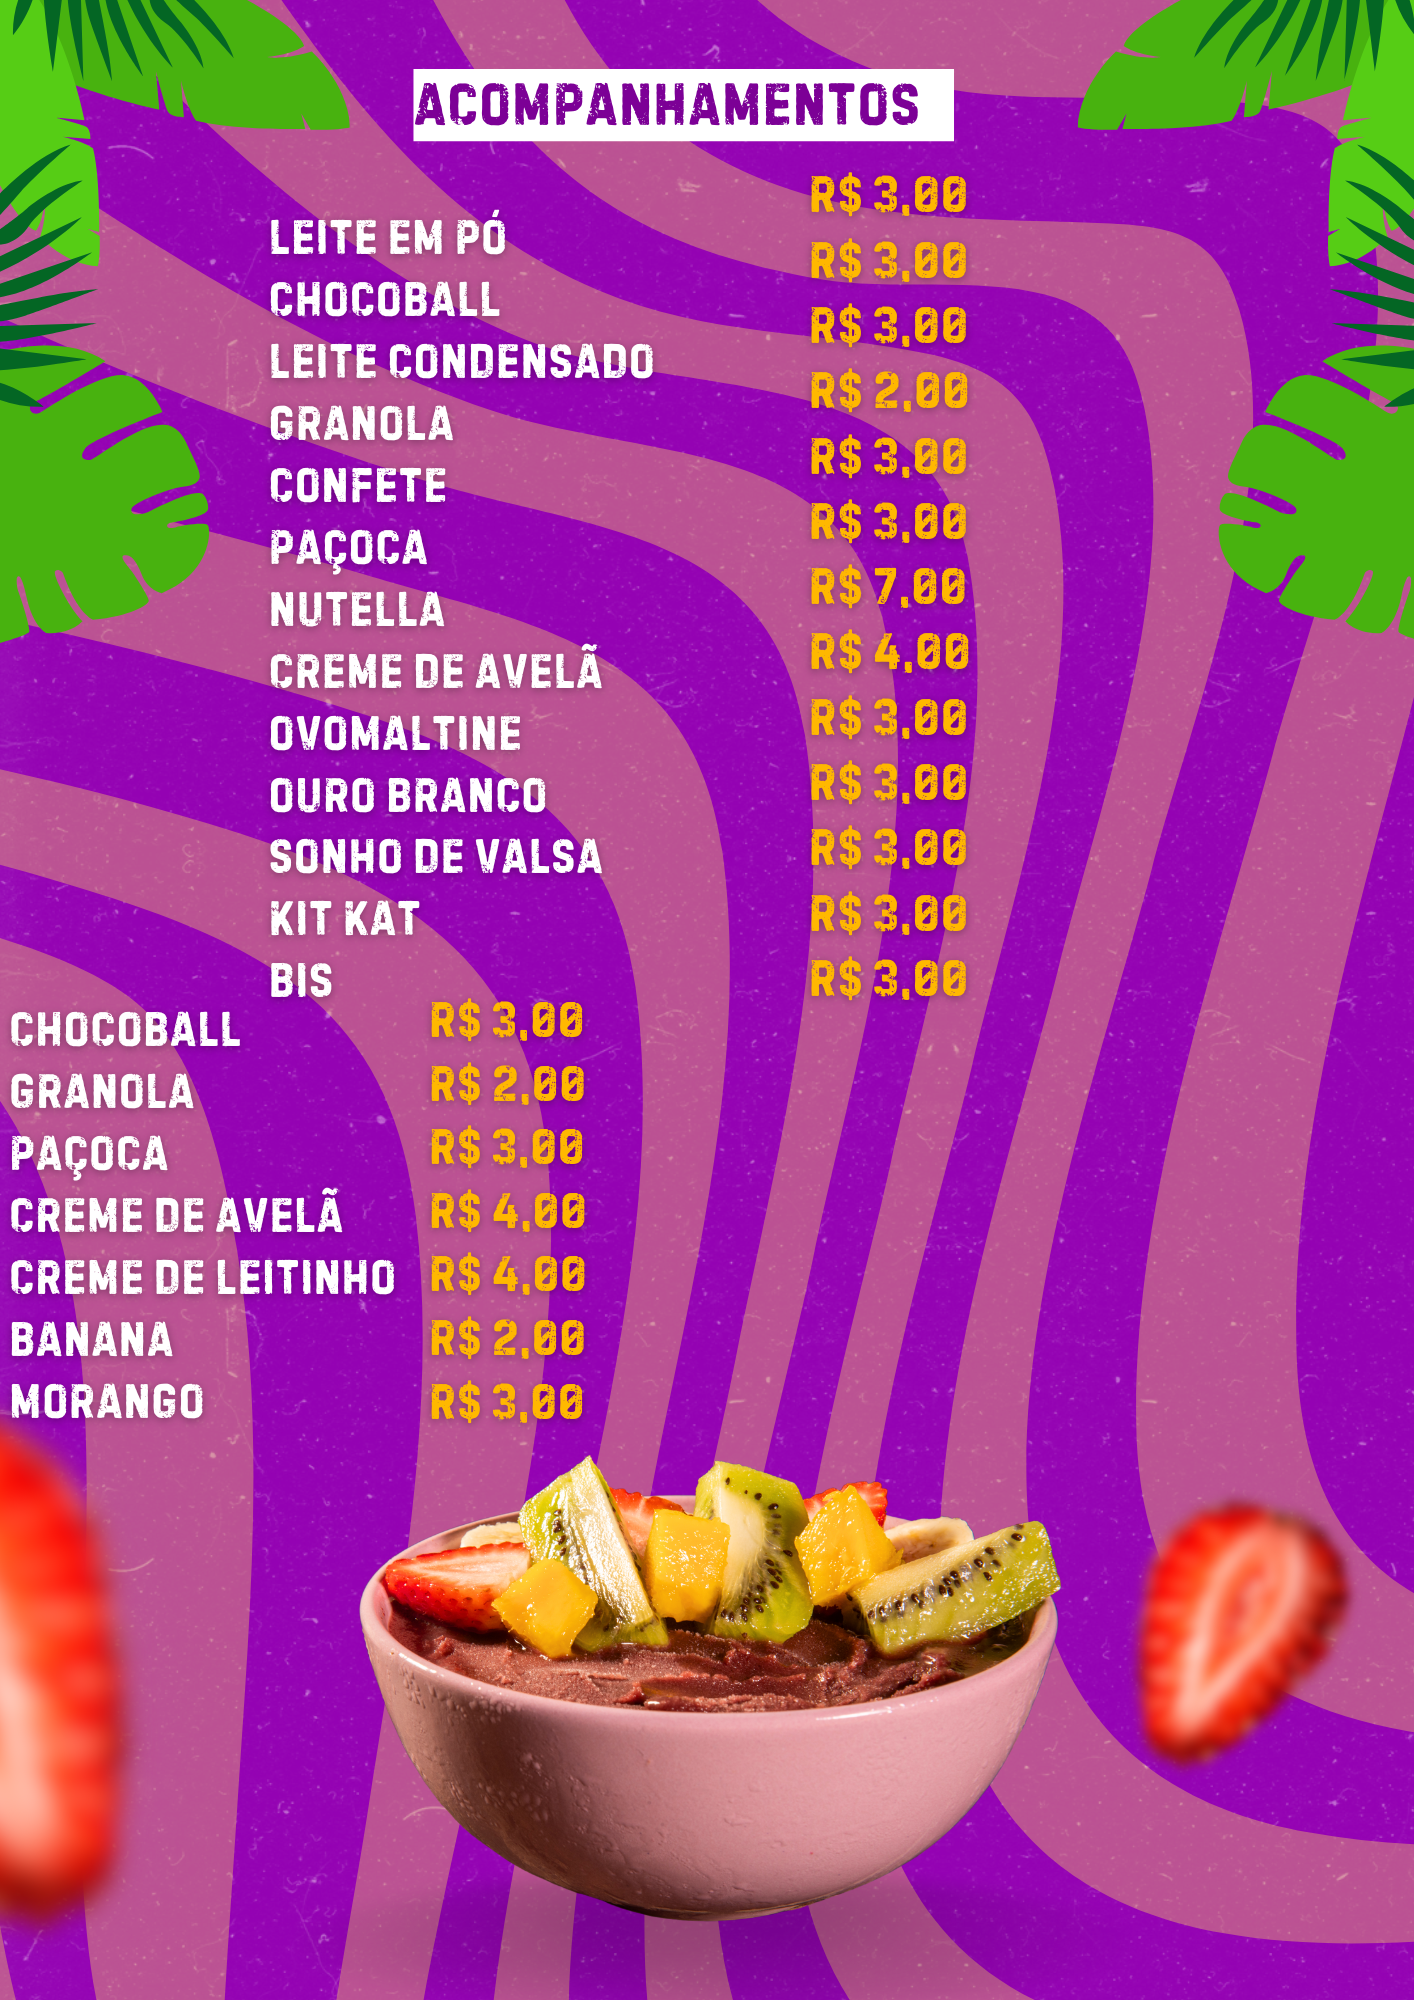 ACOMPANHAMENTOS
LEITE EM PÓ R$ 3,00
CHOCOBALL R$ 3,00
LEITE CONDENSADO R$ 3,00
GRANOLA R$ 2,00
CONFETE R$ 3,00
PAÇOCA R$ 3,00
NUTELLA R$ 7,00
CREME DE AVELÃ R$ 4,00
OVOMALTINE R$ 3,00
OURO BRANCO R$ 3,00
SONHO DE VALSA R$ 3,00
KIT KAT R$ 3,00
BIS R$ 3,00
CHOCOBALL R$ 3,00
GRANOLA R$ 2,00
PAÇOCA R$ 3,00
CREME DE AVELÃ R$ 4,00
CREME DE LEITINHO R$ 4,00
BANANA R$ 2,00
MORANGO R$ 3,00